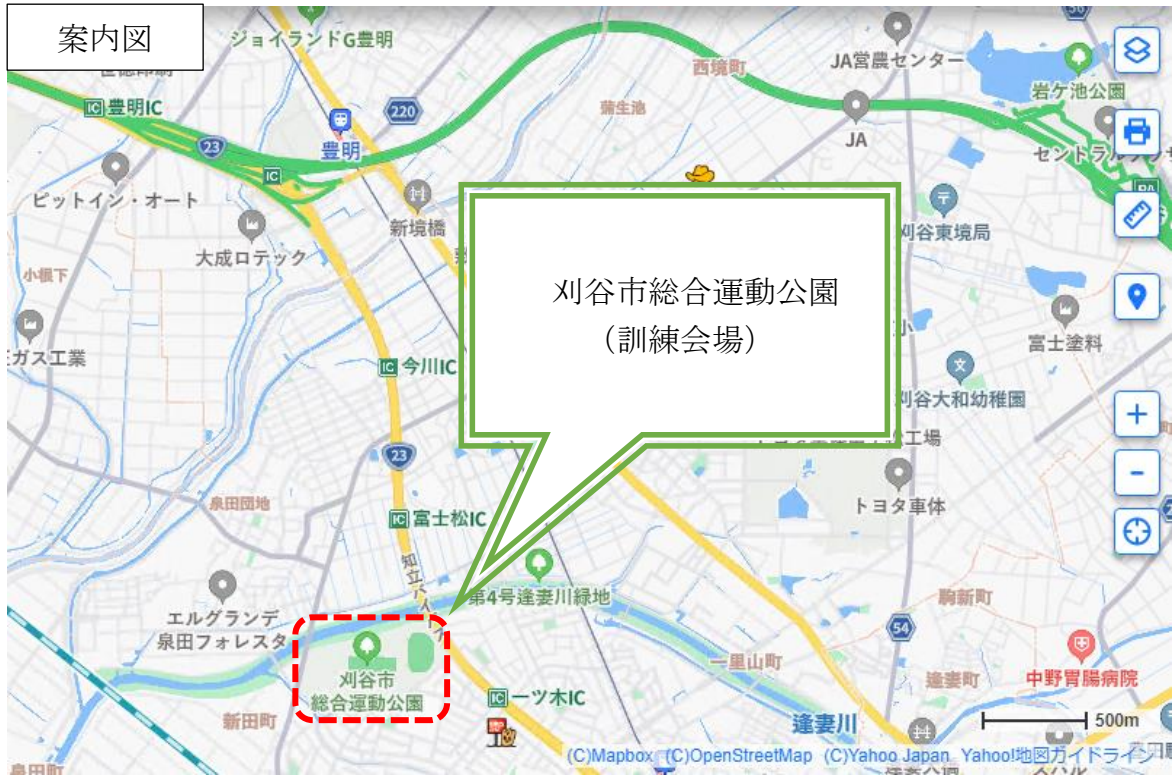 案内図
ジョイランドG豊明
西境町
JA営農センター
岩ケ池公園
IC 豊明IC
220
蒲生池
23
豊明
JA
IC
ピットイン・オート
新境橋
刈谷東境局
大成ロテック
小根下
刈谷市総合運動公園
(訓練会場)
富士塗料
ガス工業
IC 今川IC
刈谷大和幼稚園
23
工場
トヨタ車体
泉田団地
IC 富士松IC
知立バイパス
第4号逢妻川緑地
エルグランデ
泉田フォレスタ
駒新町
54
刈谷市
総合運動公園
一里山町
逢妻町
中野胃腸病院
新田町
IC 一ツ木IC
逢妻川
500m
(C)Mapbox (C)OpenStreetMap (C)Yahoo Japan Yahoo!地図ガイドライン
泉田町